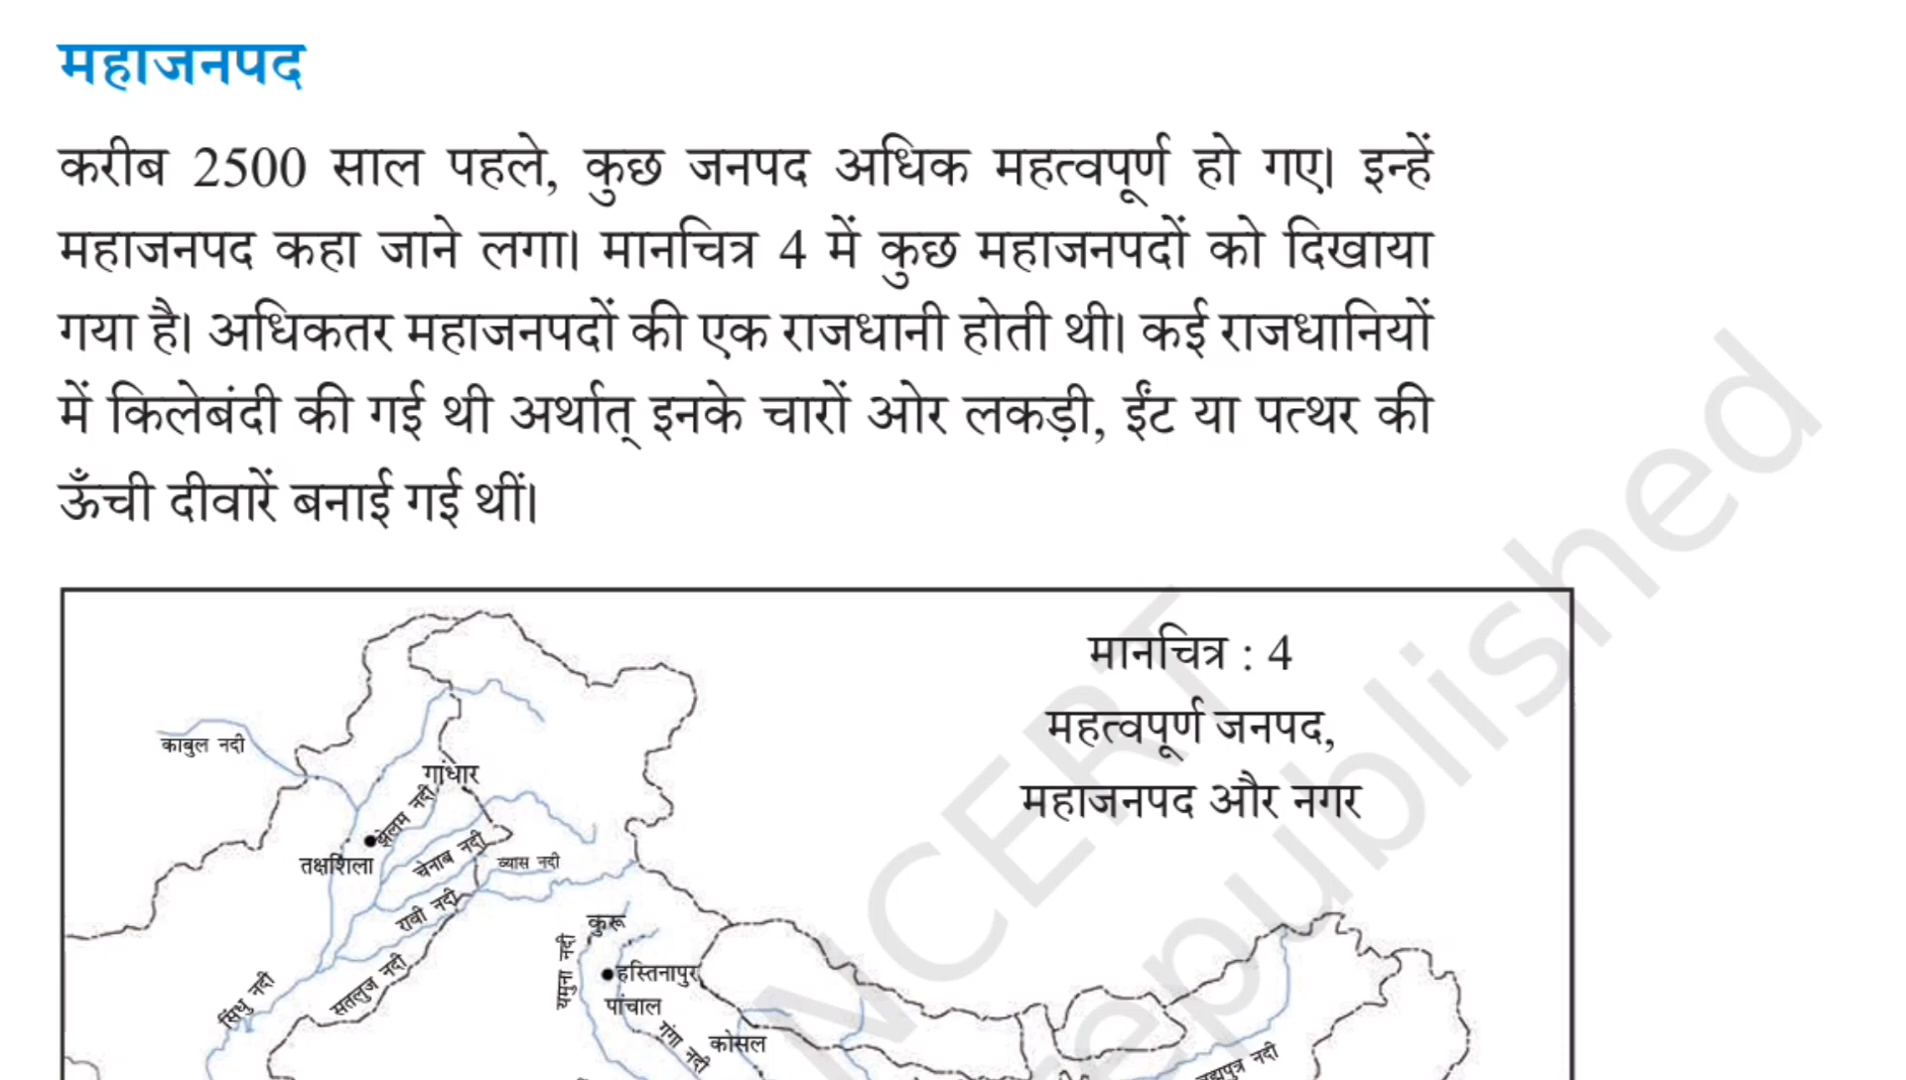 महाजनपद
करीब 2500 साल पहले, कुछ जनपद अधिक महत्वपूर्ण हो गए। इन्हें
महाजनपद कहा जाने लगा। मानचित्र 4 में कुछ महाजनपदों को दिखाया
गया है। अधिकतर महाजनपदों की एक राजधानी होती थी। कई राजधानियों
में किलेबंदी की गई थी अर्थात् इनके चारों ओर लकड़ी, ईंट या पत्थर की
ऊँची दीवारें बनाई गई थीं।
मानचित्र : 4
महत्वपूर्ण जनपद,
महाजनपद और नगर
काबुल नदी
गांधार
झेलम नदी
तक्षशिला
चेनाब नदी
व्यास नदी
रावी नदी
सतलुज नदी
सिंधु नदी
कुरू
यमुना नदी
हस्तिनापुर
पांचाल
गंगा नदी
कोसल
नदी
NCERT
republished